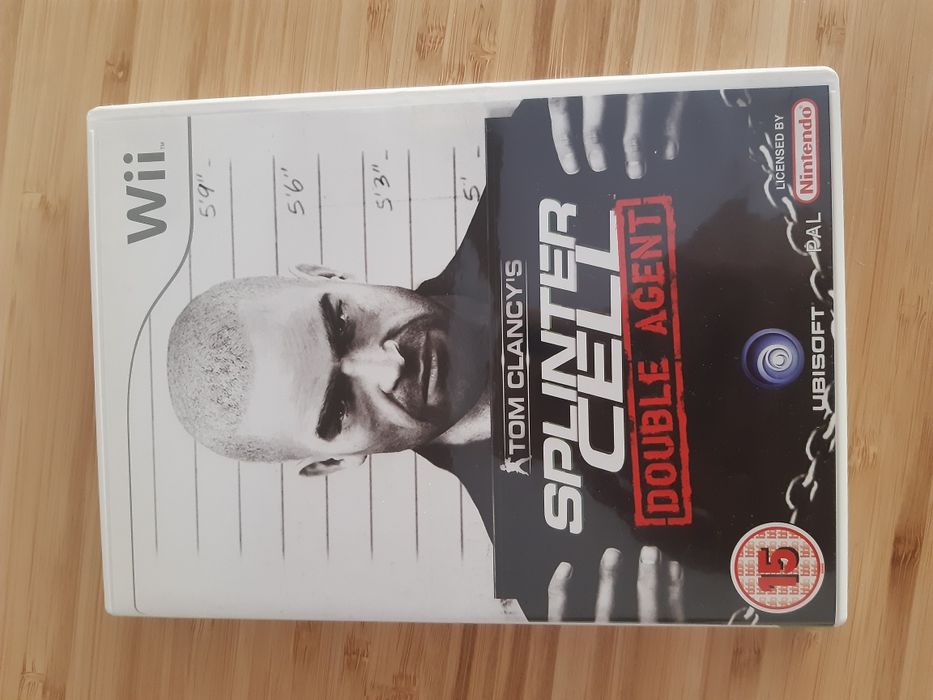 Wii™
5'9"
5'6"
5'3"
5'
TOM CLANCY'S
SPLINTER
CELL
DOUBLE AGENT
15
UBISOFT
PAL
LICENSED BY
Nintendo